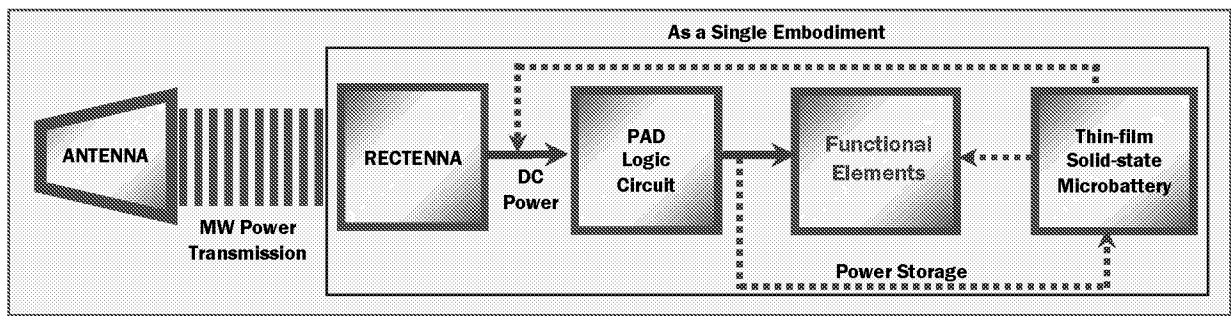 As a Single Embodiment
ANTENNA
MW Power
Transmission
RECTENNA
DC
Power
PAD
Logic
Circuit
Functional
Elements
Thin-film
Solid-state
Microbattery
Power Storage